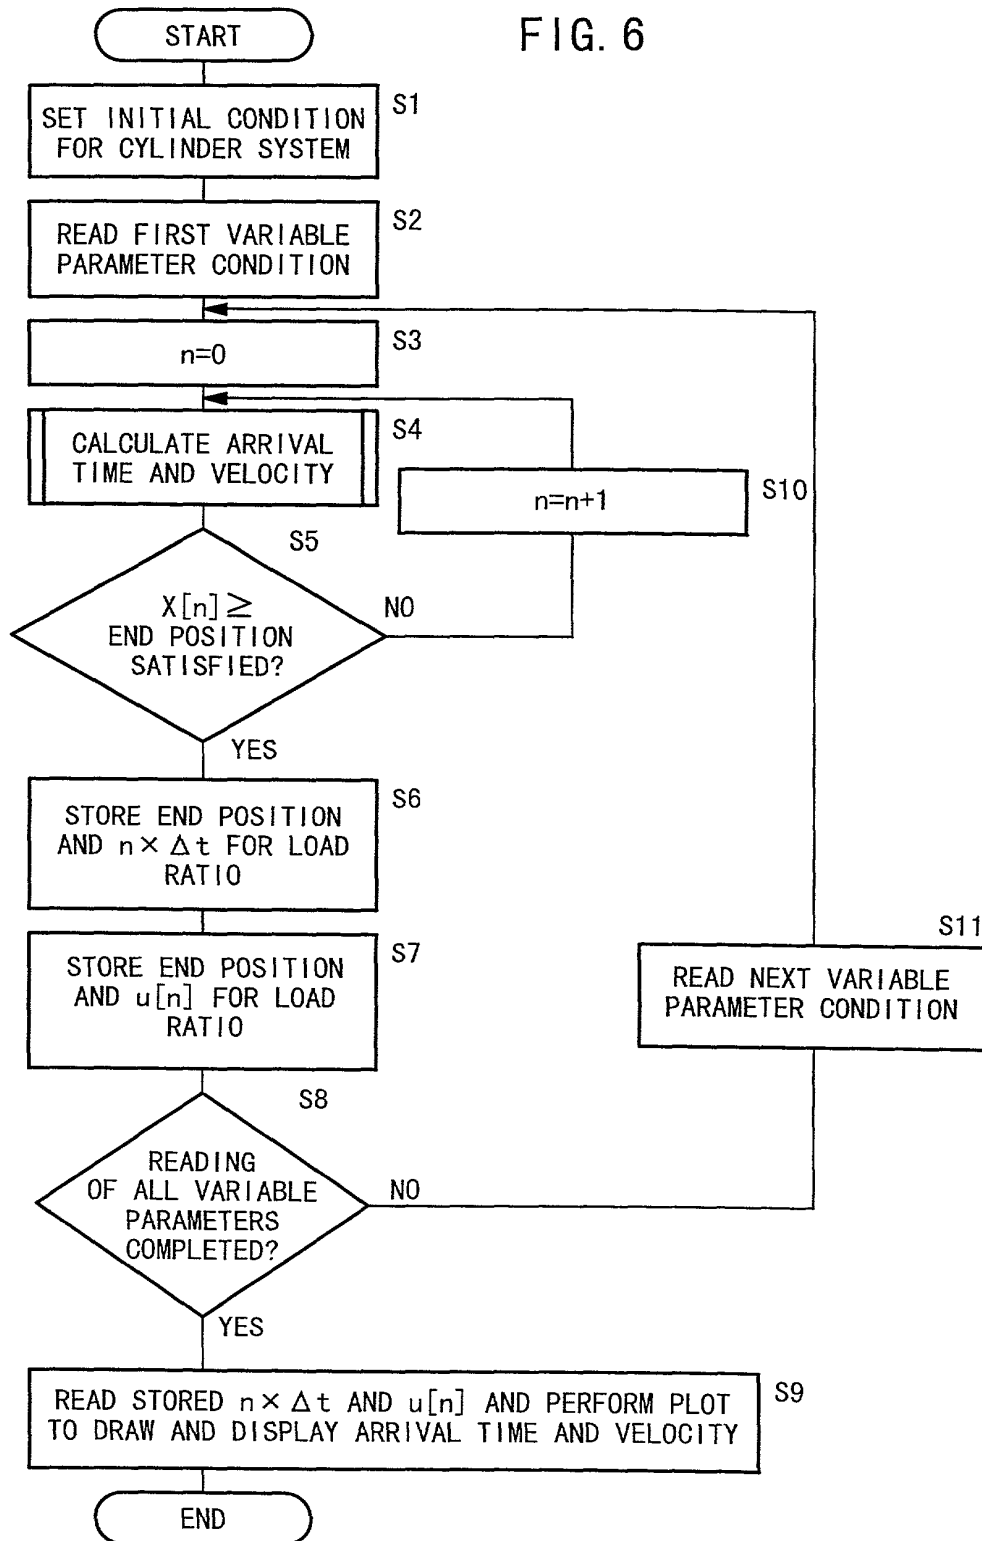 FIG. 6
START
S1
SET INITIAL CONDITION
FOR CYLINDER SYSTEM
S2
READ FIRST VARIABLE
PARAMETER CONDITION
S3
n=0
S4
CALCULATE ARRIVAL
TIME AND VELOCITY
S10
n=n+1
S5
X[n] ≧
END POSITION
SATISFIED?
NO
YES
S6
STORE END POSITION
AND n× Δt FOR LOAD
RATIO
S7
STORE END POSITION
AND u[n] FOR LOAD
RATIO
S11
READ NEXT VARIABLE
PARAMETER CONDITION
S8
READING
OF ALL VARIABLE
PARAMETERS
COMPLETED?
NO
YES
S9
READ STORED n× Δt AND u[n] AND PERFORM PLOT
TO DRAW AND DISPLAY ARRIVAL TIME AND VELOCITY
END